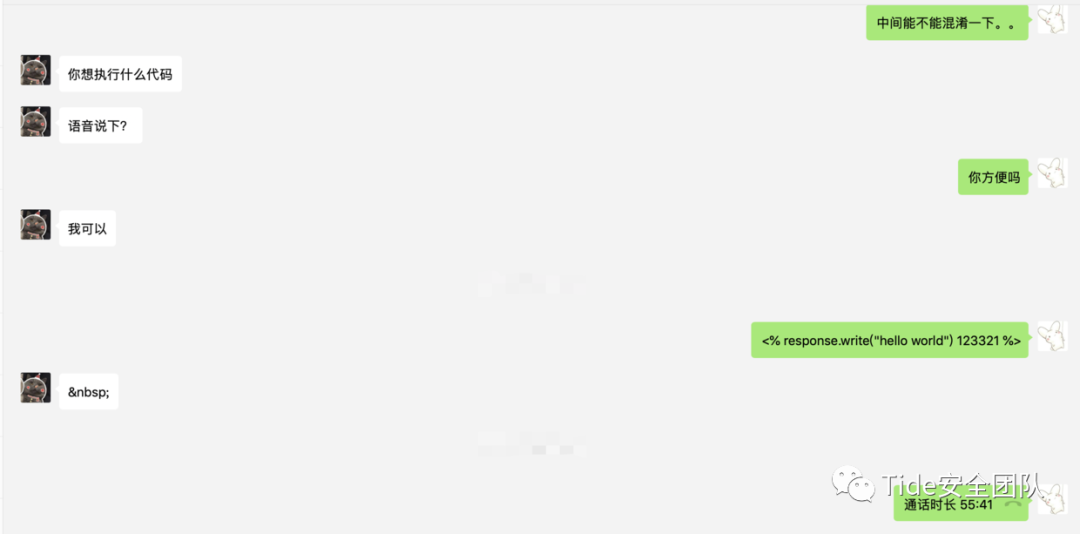 中间能不能混淆一下。。
你想执行什么代码
语音说下?
你方便吗
我可以
<% response.write("hello world") 123321 %>
&nbsp;
Tide安全团队
通话时长 55:41